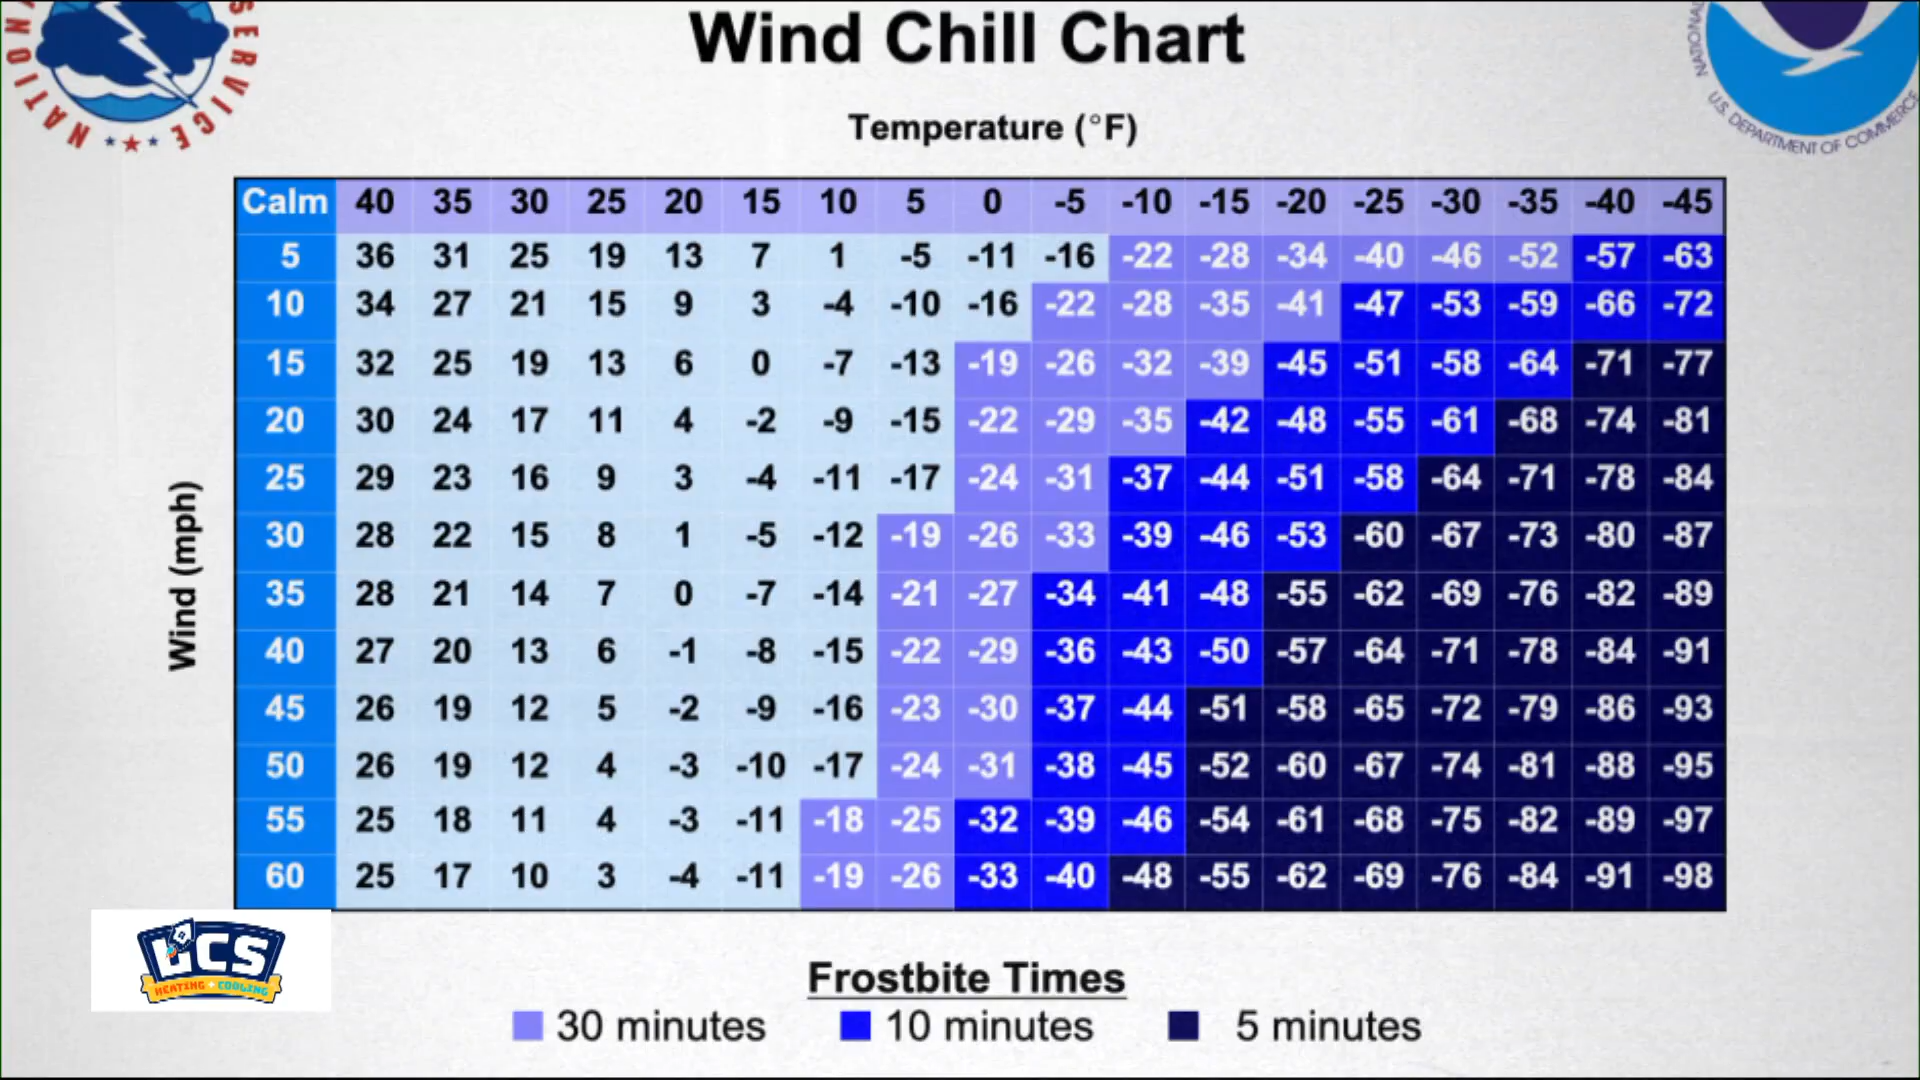 Wind Chill Chart
NATIONAL
SERVICE
NATIONAL
U.S. DEPARTMENT OF COMMERCE
Temperature (°F)
Calm 40 35 30 25 20 15 10 5 0 -5 -10 -15 -20 -25 -30 -35 -40 -45
5 36 31 25 19 13 7 1 -5 -11 -16 -22 -28 -34 -40 -46 -52 -57 -63
10 34 27 21 15 9 3 -4 -10 -16 -22 -28 -35 -41 -47 -53 -59 -66 -72
15 32 25 19 13 6 0 -7 -13 -19 -26 -32 -39 -45 -51 -58 -64 -71 -77
20 30 24 17 11 4 -2 -9 -15 -22 -29 -35 -42 -48 -55 -61 -68 -74 -81
25 29 23 16 9 3 -4 -11 -17 -24 -31 -37 -44 -51 -58 -64 -71 -78 -84
30 28 22 15 8 1 -5 -12 -19 -26 -33 -39 -46 -53 -60 -67 -73 -80 -87
35 28 21 14 7 0 -7 -14 -21 -27 -34 -41 -48 -55 -62 -69 -76 -82 -89
40 27 20 13 6 -1 -8 -15 -22 -29 -36 -43 -50 -57 -64 -71 -78 -84 -91
45 26 19 12 5 -2 -9 -16 -23 -30 -37 -44 -51 -58 -65 -72 -79 -86 -93
50 26 19 12 4 -3 -10 -17 -24 -31 -38 -45 -52 -60 -67 -74 -81 -88 -95
55 25 18 11 4 -3 -11 -18 -25 -32 -39 -46 -54 -61 -68 -75 -82 -89 -97
60 25 17 10 3 -4 -11 -19 -26 -33 -40 -48 -55 -62 -69 -76 -84 -91 -98
Wind (mph)
LCS
HEATING + COOLING
Frostbite Times
30 minutes 10 minutes 5 minutes